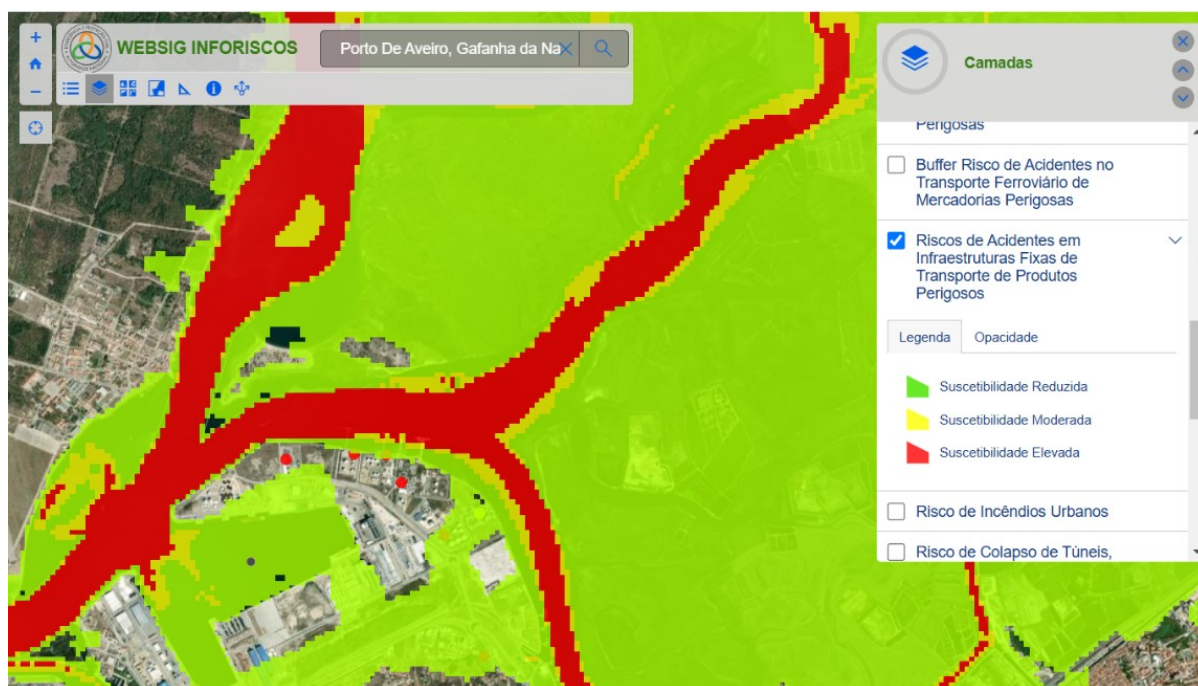 WEBSIG INFORISCOS
Porto De Aveiro, Gafanha da Na
Camadas
Perigosas
Buffer Risco de Acidentes no
Transporte Ferroviário de
Mercadorias Perigosas
Riscos de Acidentes em
Infraestruturas Fixas de
Transporte de Produtos
Perigosos
Legenda Opacidade
Suscetibilidade Reduzida
Suscetibilidade Moderada
Suscetibilidade Elevada
Risco de Incêndios Urbanos
Risco de Colapso de Túneis,